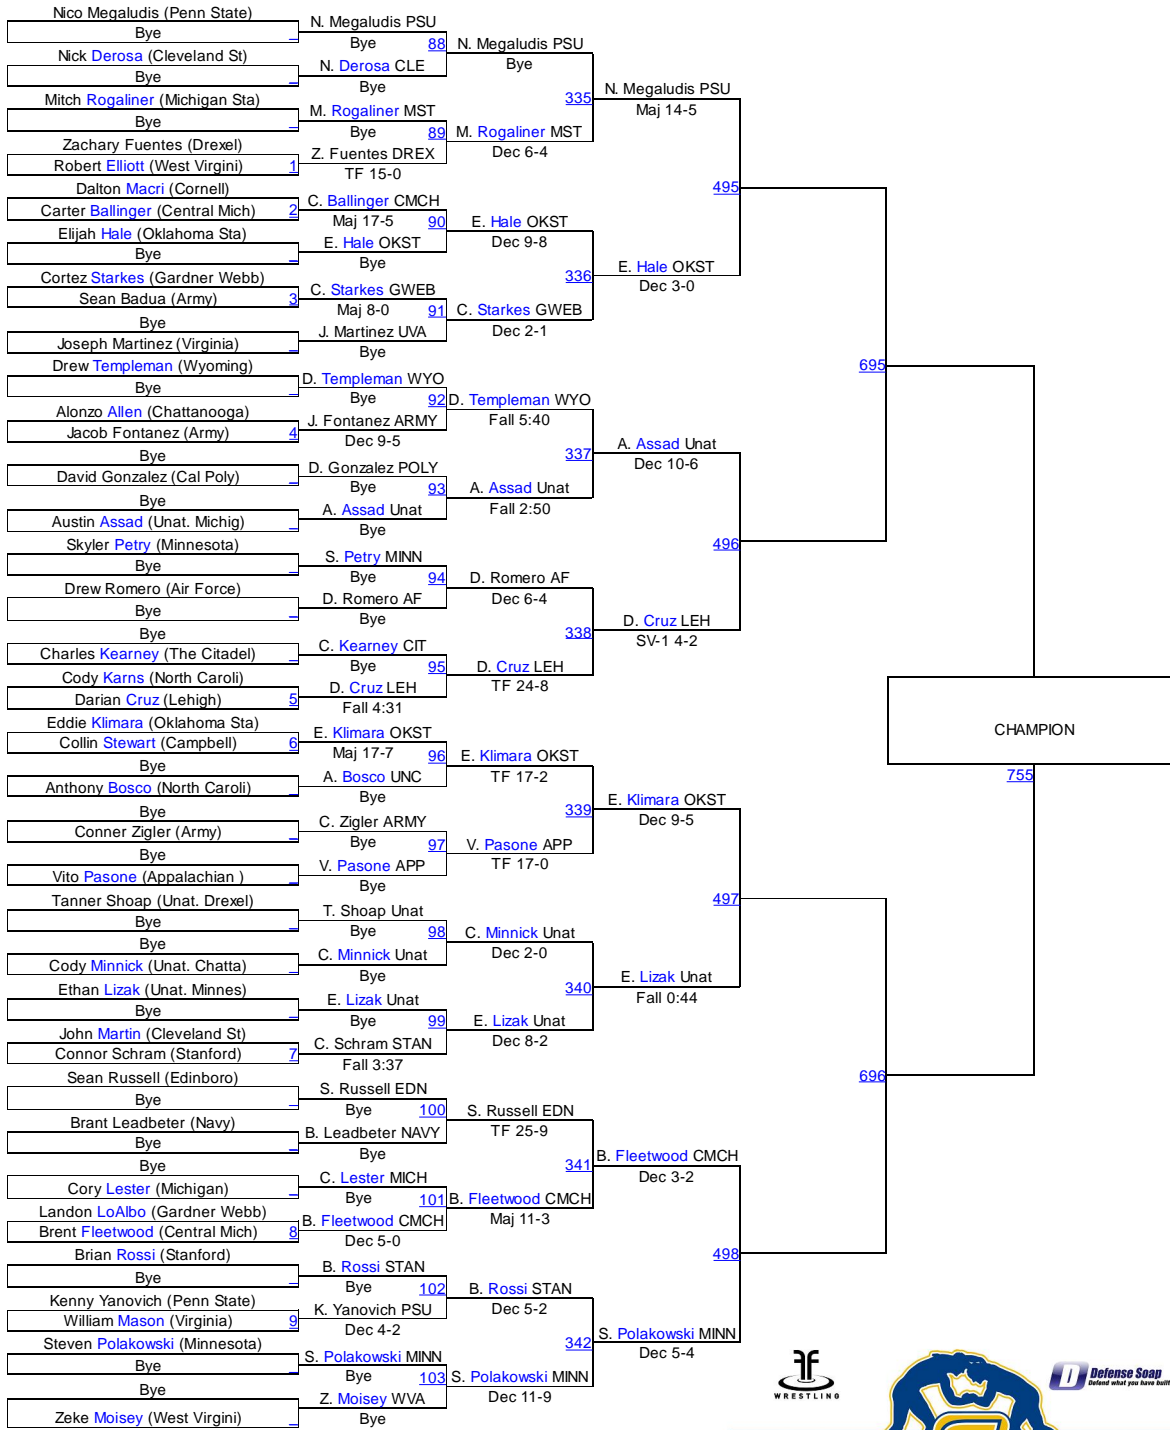 Nico Megaludis (Penn State)
Bye
Nick Derosa (Cleveland St)
Bye
Mitch Rogaliner (Michigan Sta)
Bye
Zachary Fuentes (Drexel)
Robert Elliott (West Virgini) 1
Dalton Macri (Cornell)
Carter Ballinger (Central Mich) 2
Elijah Hale (Oklahoma Sta)
Bye
Cortez Starkes (Gardner Webb)
Sean Badua (Army) 3
Bye
Joseph Martinez (Virginia)
Drew Templeman (Wyoming)
Bye
Alonzo Allen (Chattanooga)
Jacob Fontanez (Army) 4
Bye
David Gonzalez (Cal Poly)
Bye
Austin Assad (Unat. Michig)
Skyler Petry (Minnesota)
Bye
Drew Romero (Air Force)
Bye
Bye
Charles Kearney (The Citadel)
Cody Karns (North Caroli)
Darian Cruz (Lehigh) 5
Eddie Klimara (Oklahoma Sta)
Collin Stewart (Campbell) 6
Bye
Anthony Bosco (North Caroli)
Bye
Conner Zigler (Army)
Bye
Vito Pasone (Appalachian )
Tanner Shoap (Unat. Drexel)
Bye
Bye
Cody Minnick (Unat. Chatta)
Ethan Lizak (Unat. Minnes)
Bye
John Martin (Cleveland St)
Connor Schram (Stanford) 7
Sean Russell (Edinboro)
Bye
Brant Leadbeter (Navy)
Bye
Bye
Cory Lester (Michigan)
Landon LoAlbo (Gardner Webb)
Brent Fleetwood (Central Mich) 8
Brian Rossi (Stanford)
Bye
Kenny Yanovich (Penn State)
William Mason (Virginia) 9
Steven Polakowski (Minnesota)
Bye
Bye
Zeke Moisey (West Virgini)
N. Megaludis PSU
Bye 88
N. Derosa CLE
Bye
M. Rogaliner MST
Bye 89
Z. Fuentes DREX
TF 15-0
C. Ballinger CMCH
Maj 17-5 90
E. Hale OKST
Bye
C. Starkes GWEB
Maj 8-0 91
J. Martinez UVA
Bye
D. Templeman WYO
Bye 92
J. Fontanez ARMY
Dec 9-5
D. Gonzalez POLY
Bye 93
A. Assad Unat
Bye
S. Petry MINN
Bye 94
D. Romero AF
Bye
C. Kearney CIT
Bye 95
D. Cruz LEH
Fall 4:31
E. Klimara OKST
Maj 17-7 96
A. Bosco UNC
Bye
C. Zigler ARMY
Bye 97
V. Pasone APP
Bye
T. Shoap Unat
Bye 98
C. Minnick Unat
Bye
E. Lizak Unat
Bye 99
C. Schram STAN
Fall 3:37
S. Russell EDN
Bye 100
B. Leadbeter NAVY
Bye
C. Lester MICH
Bye 101
B. Fleetwood CMCH
Dec 5-0
B. Rossi STAN
Bye 102
K. Yanovich PSU
Dec 4-2
S. Polakowski MINN
Bye 103
Z. Moisey WVA
Bye
N. Megaludis PSU
Bye
335
M. Rogaliner MST
Dec 6-4
E. Hale OKST
Dec 9-8
336
C. Starkes GWEB
Dec 2-1
D. Templeman WYO
Fall 5:40
337
A. Assad Unat
Fall 2:50
D. Romero AF
Dec 6-4
338
D. Cruz LEH
TF 24-8
E. Klimara OKST
TF 17-2
339
V. Pasone APP
TF 17-0
C. Minnick Unat
Dec 2-0
340
E. Lizak Unat
Dec 8-2
S. Russell EDN
TF 25-9
341
B. Fleetwood CMCH
Maj 11-3
B. Rossi STAN
Dec 5-2
342
S. Polakowski MINN
Dec 11-9
N. Megaludis PSU
Maj 14-5
495
E. Hale OKST
Dec 3-0
A. Assad Unat
Dec 10-6
496
D. Cruz LEH
SV-1 4-2
E. Klimara OKST
Dec 9-5
497
E. Lizak Unat
Fall 0:44
B. Fleetwood CMCH
Dec 3-2
498
S. Polakowski MINN
Dec 5-4
695
696
CHAMPION
755
WRESTLING
Defense Soap
Defend what you have built